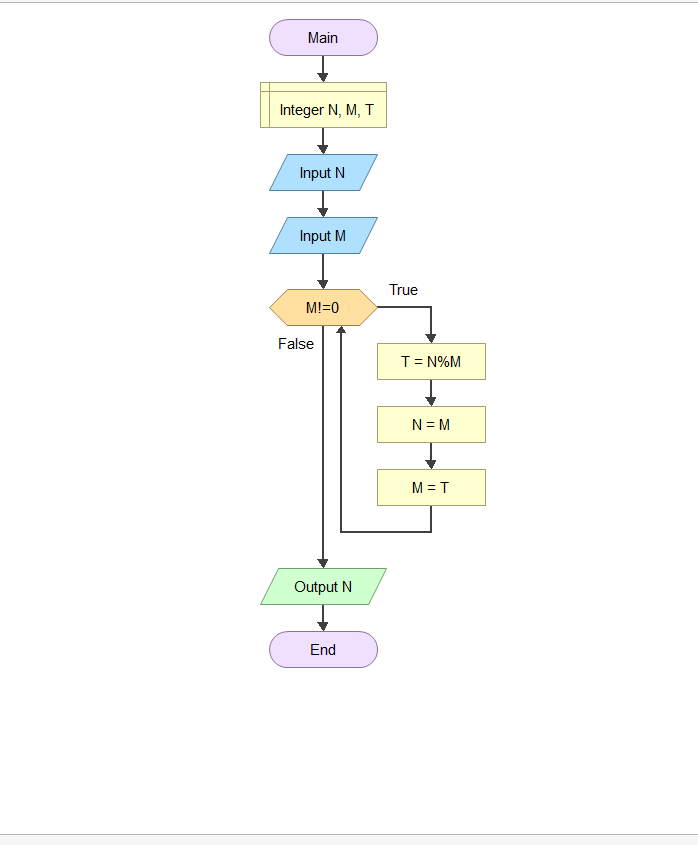 Main
Integer N, M, T
Input N
Input M
M!=0
True
False
T = N%M
N = M
M = T
Output N
End